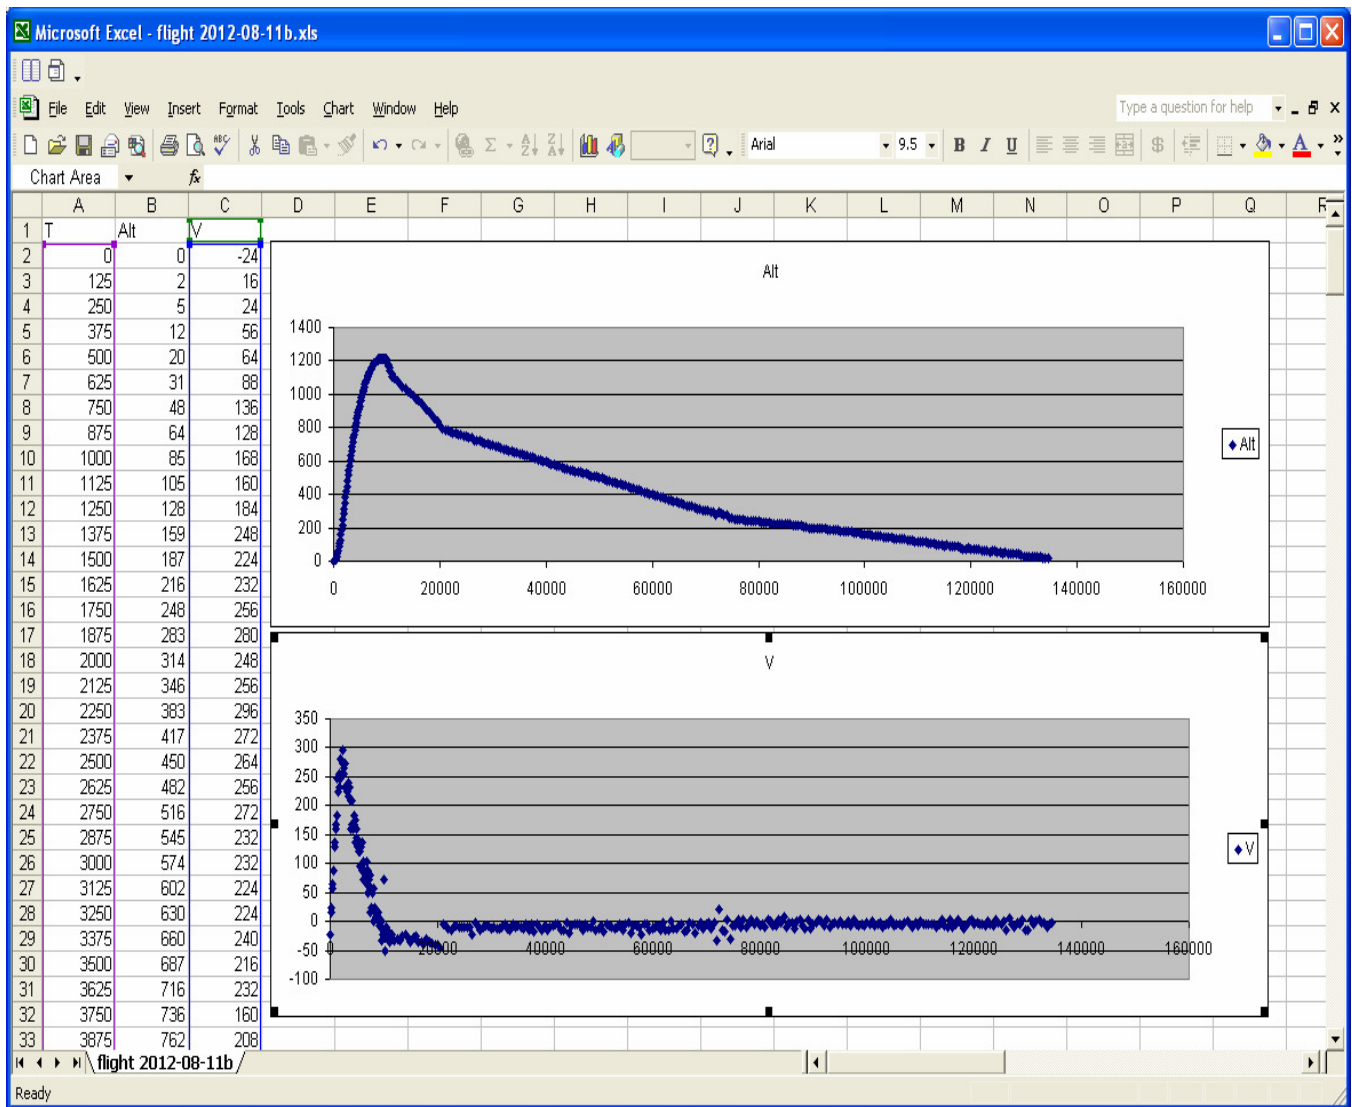 Microsoft Excel - flight 2012-08-11b.xls
File Edit View Insert Format Tools Chart Window Help Type a question for help
Arial 9.5 B I U $ A
Chart Area fx
A B C D E F G H I J K L M N O P Q R
1 T Alt V
2 0 0 -24
3 125 2 16
4 250 5 24
5 375 12 56
6 500 20 64
7 625 31 88
8 750 48 136
9 875 64 128
10 1000 85 168
11 1125 105 160
12 1250 128 184
13 1375 159 248
14 1500 187 224
15 1625 216 232
16 1750 248 256
17 1875 283 280
18 2000 314 248
19 2125 346 256
20 2250 383 296
21 2375 417 272
22 2500 450 264
23 2625 482 256
24 2750 516 272
25 2875 545 232
26 3000 574 232
27 3125 602 224
28 3250 630 224
29 3375 660 240
30 3500 687 216
31 3625 716 232
32 3750 736 160
33 3875 762 208
Alt
1400
1200
1000
800
600
400
200
0
0 20000 40000 60000 80000 100000 120000 140000 160000
Alt
V
350
300
250
200
150
100
50
0
-50
-100
0 20000 40000 60000 80000 100000 120000 140000 160000
V
flight 2012-08-11b
Ready